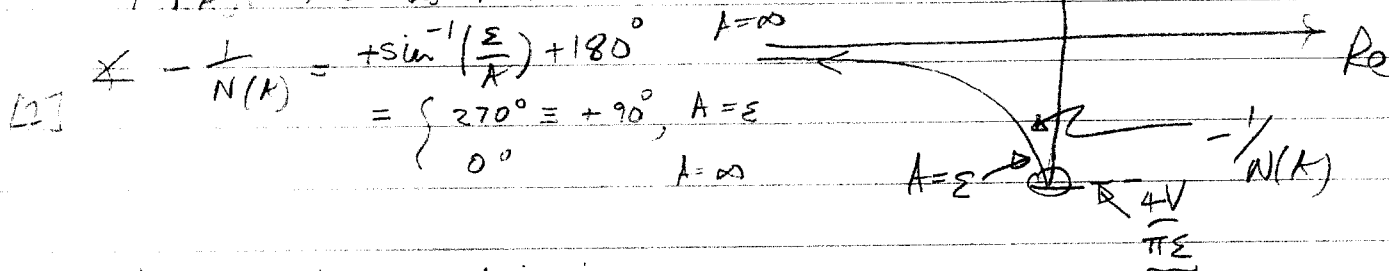 [2] ∡ - 1/N(A) = +sin⁻¹(ε/A) + 180°
= { 270° ≡ +90°, A = ε
0° A = ∞
A=∞
Re
-1/N(A)
A=ε
4V/πε